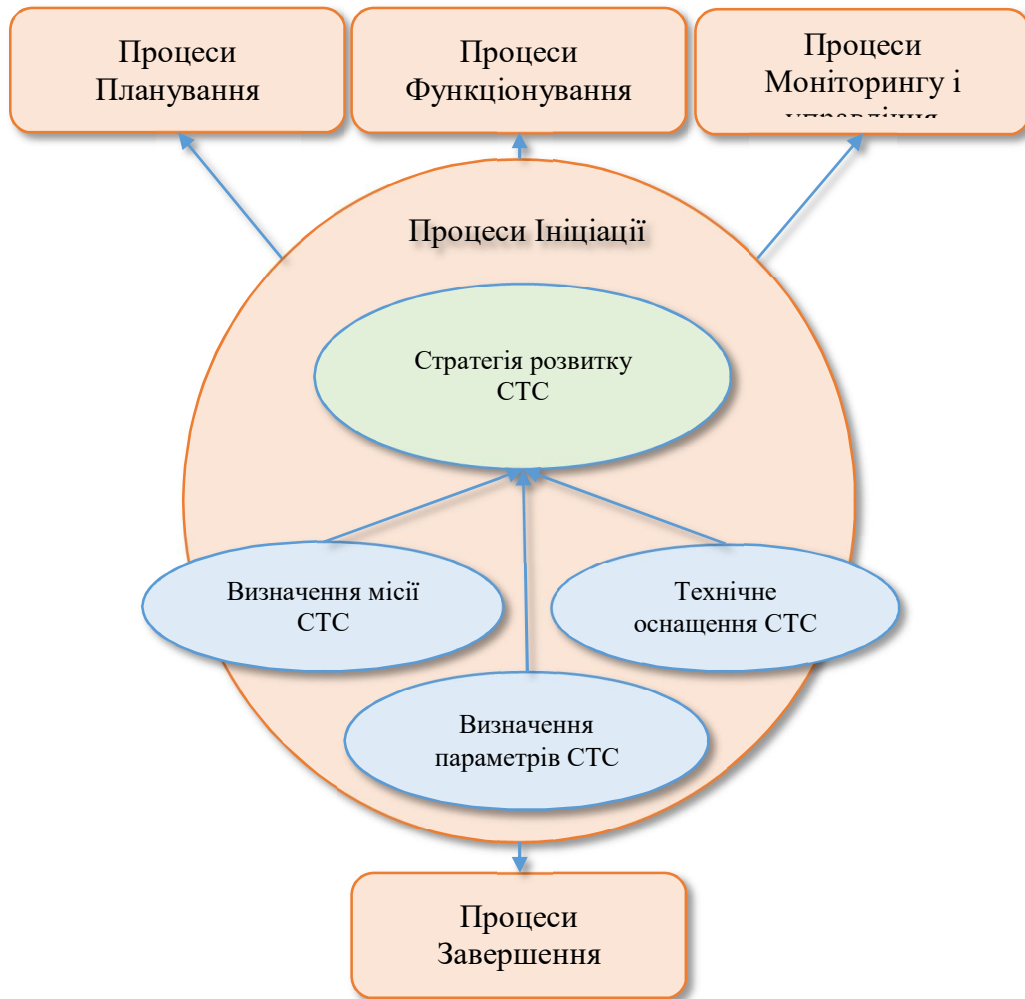 Процеси
Планування
Процеси
Функціонування
Процеси
Моніторингу і
управління
Процеси Ініціації
Стратегія розвитку
СТС
Визначення місії
СТС
Технічне
оснащення СТС
Визначення
параметрів СТС
Процеси
Завершення